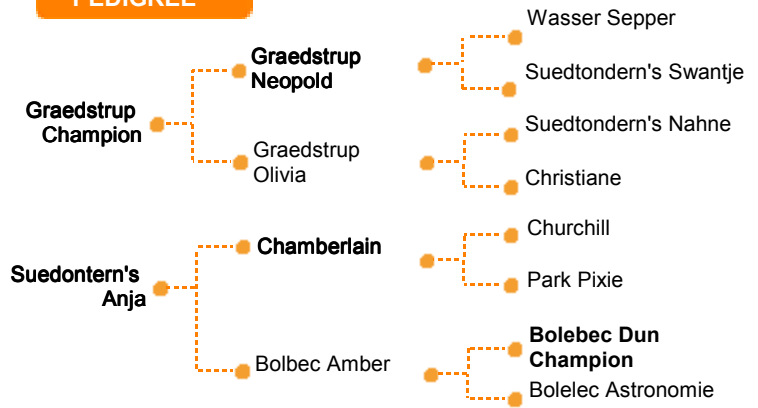 PEDIGREE
Wasser Sepper
Graedstrup
Neopold
Suedtondern's Swantje
Graedstrup
Champion
Suedtondern's Nahne
Graedstrup
Olivia
Christiane
Churchill
Chamberlain
Suedontern's
Anja
Park Pixie
Bolebec Dun
Champion
Bolbec Amber
Bolelec Astronomie